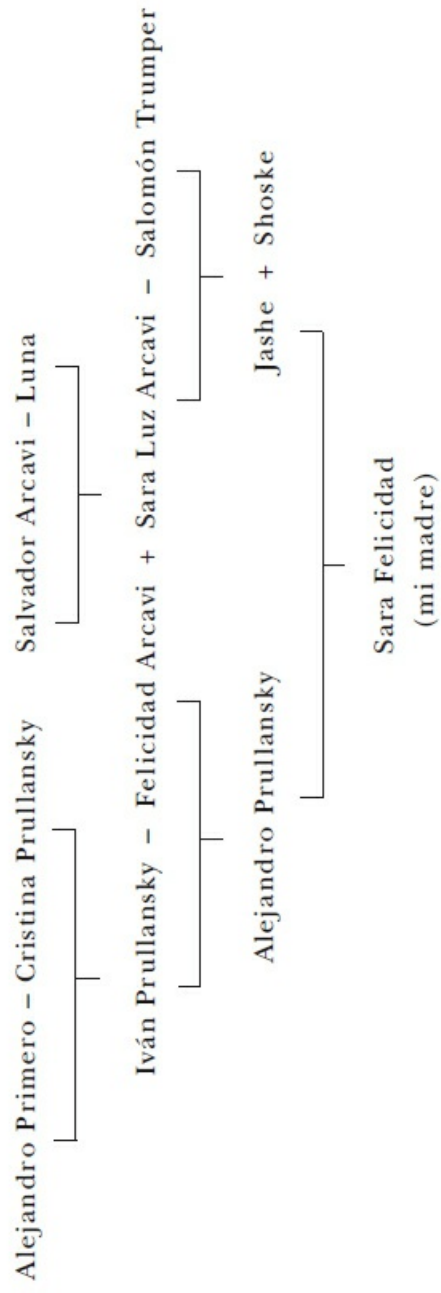 Alejandro Primero – Cristina Prullansky Salvador Arcavi – Luna
Iván Prullansky – Felicidad Arcavi + Sara Luz Arcavi – Salomón Trumper
Alejandro Prullansky Jashe + Shoske
Sara Felicidad
(mi madre)